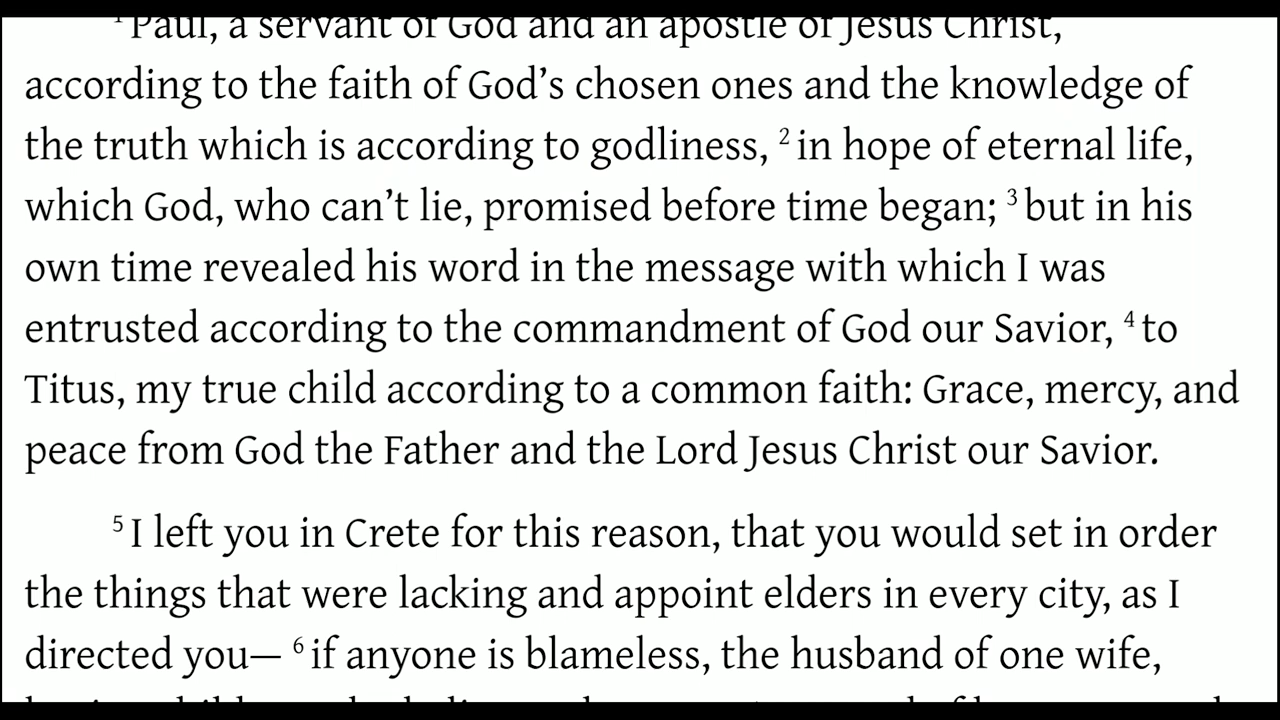 ¹ Paul, a servant of God and an apostle of Jesus Christ,
according to the faith of God’s chosen ones and the knowledge of
the truth which is according to godliness, ² in hope of eternal life,
which God, who can’t lie, promised before time began; ³ but in his
own time revealed his word in the message with which I was
entrusted according to the commandment of God our Savior, ⁴ to
Titus, my true child according to a common faith: Grace, mercy, and
peace from God the Father and the Lord Jesus Christ our Savior.
⁵ I left you in Crete for this reason, that you would set in order
the things that were lacking and appoint elders in every city, as I
directed you— ⁶ if anyone is blameless, the husband of one wife,